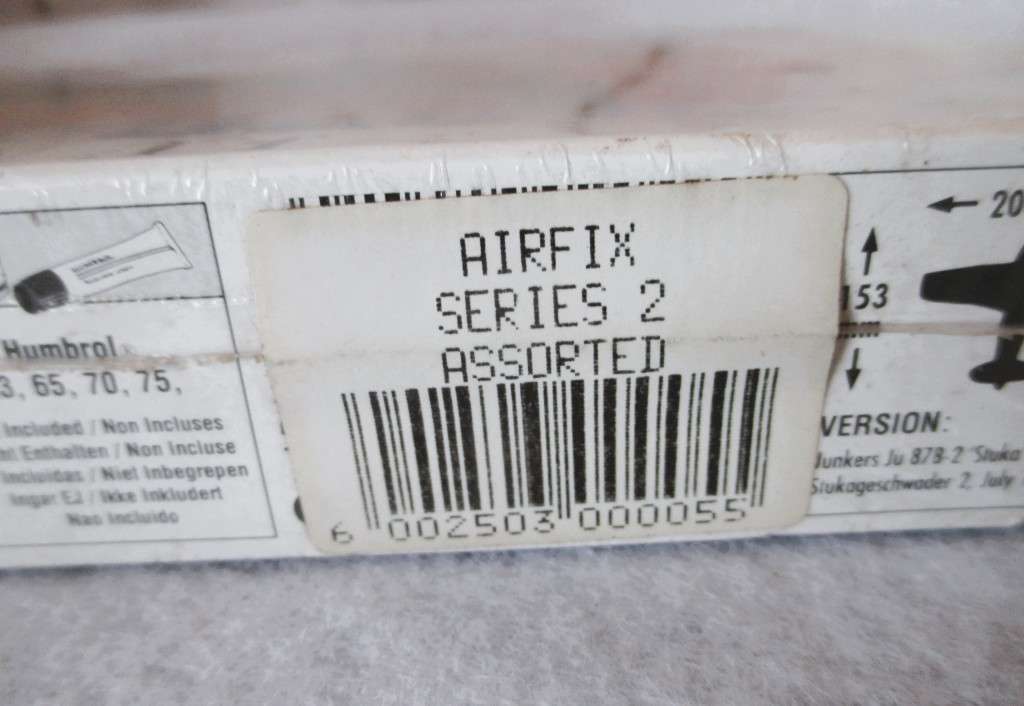 AIRFIX
SERIES 2
ASSORTED
6 002503 000055
Humbrol
3, 65, 70, 75,
Included / Non Incluses
Enthalten / Non Incluse
incluidas / Niet Inbegrepen
Ingar EJ / Ikke Inkludert
Nao Incluido
20
153
mm
VERSION:
Junkers Ju 87B-2 "Stuka
Stukageschwader 2, July